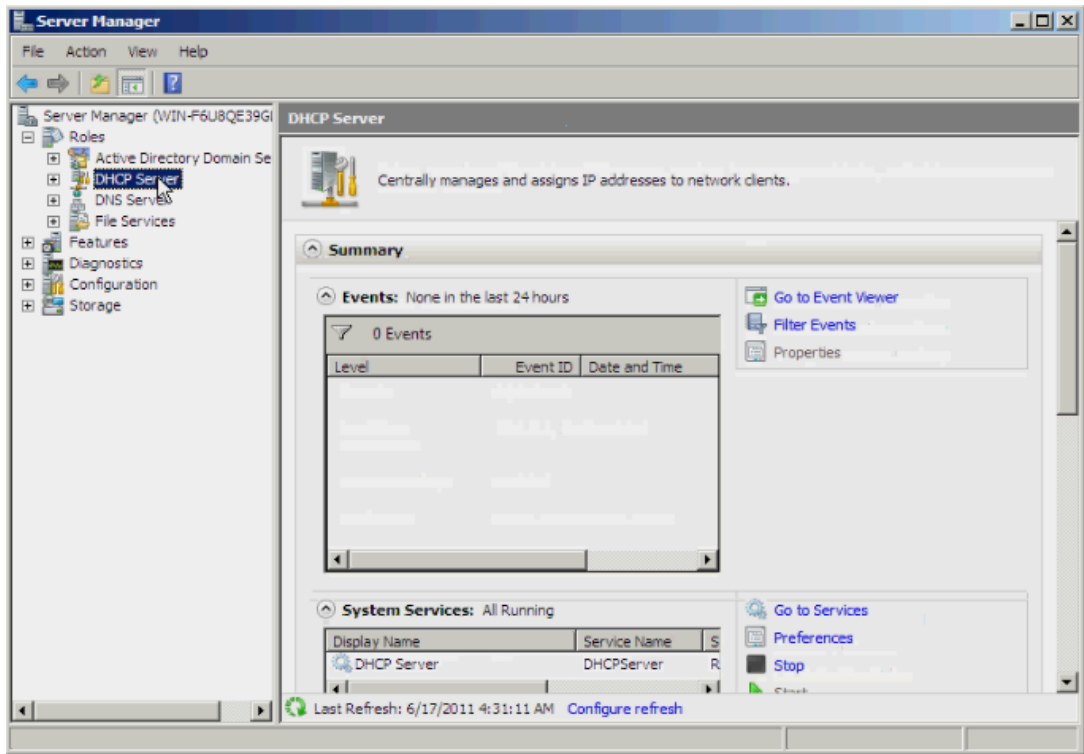 Server Manager
File Action View Help
Server Manager (WIN-F6U8QE39GI
Roles
Active Directory Domain Se
DHCP Server
DNS Server
File Services
Features
Diagnostics
Configuration
Storage
DHCP Server
Centrally manages and assigns IP addresses to network clients.
Summary
Events: None in the last 24 hours
0 Events
Level Event ID Date and Time
Go to Event Viewer
Filter Events
Properties
System Services: All Running
Display Name Service Name S
DHCP Server DHCPServer R
Go to Services
Preferences
Stop
Start
Last Refresh: 6/17/2011 4:31:11 AM Configure refresh